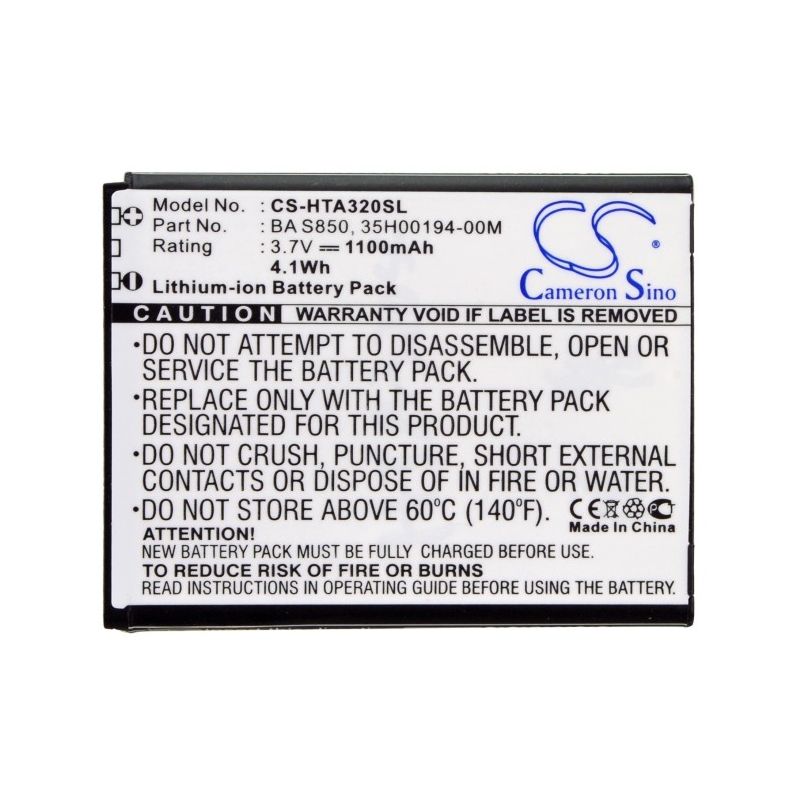 Model No. : CS-HTA320SL
Part No. : BA S850, 35H00194-00M
Rating : 3.7V 1100mAh
4.1Wh
Lithium-ion Battery Pack
CS
Cameron Sino
CAUTION WARRANTY VOID IF LABEL IS REMOVED
•DO NOT ATTEMPT TO DISASSEMBLE, OPEN OR
SERVICE THE BATTERY PACK.
•REPLACE ONLY WITH THE BATTERY PACK
DESIGNATED FOR THIS PRODUCT.
•DO NOT CRUSH, PUNCTURE, SHORT EXTERNAL
CONTACTS OR DISPOSE OF IN FIRE OR WATER.
•DO NOT STORE ABOVE 60°C (140°F).
CE PC
Made In China
ATTENTION!
NEW BATTERY PACK MUST BE FULLY CHARGED BEFORE USE
TO REDUCE RISK OF FIRE OR EXPLOSION
READ INSTRUCTIONS IN OPERATING GUIDE BEFORE USING